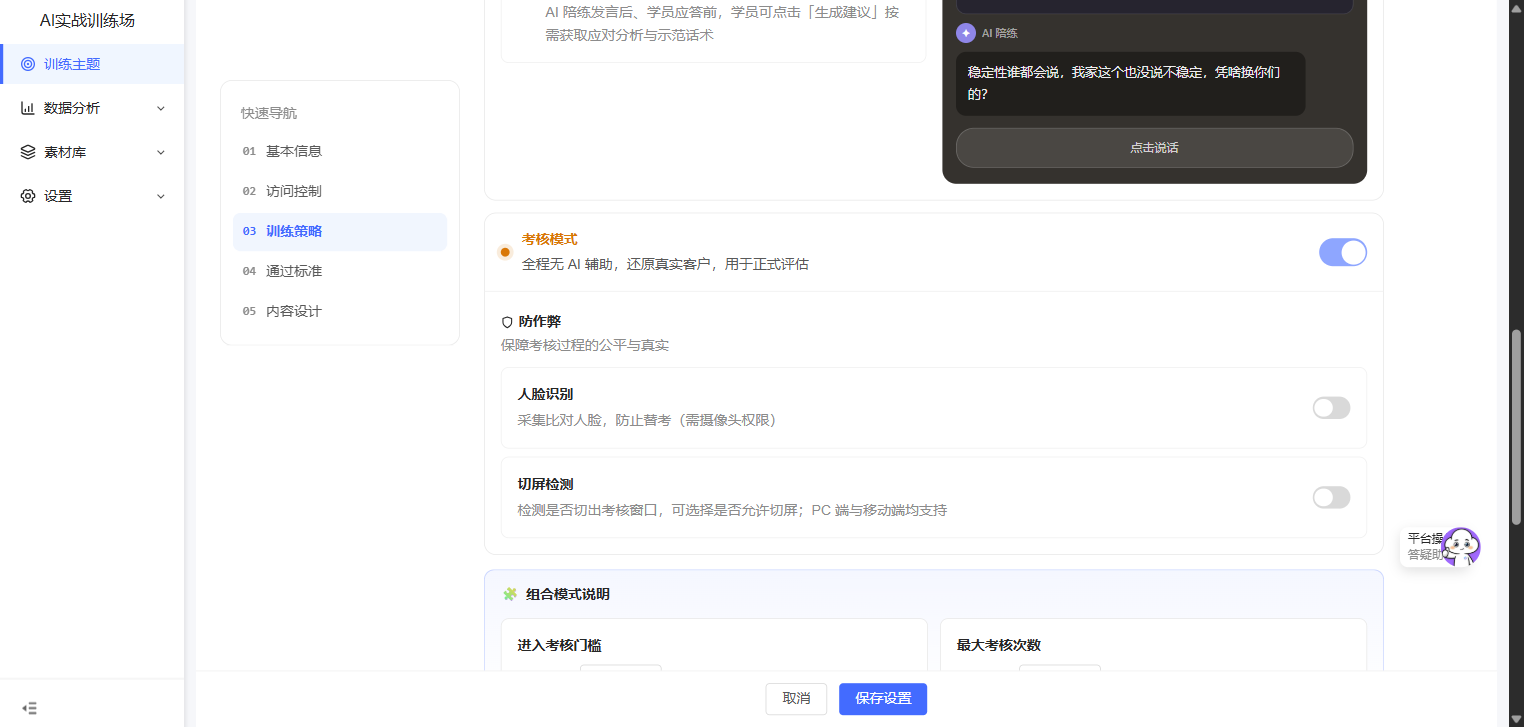 AI实战训练场
训练主题
数据分析
素材库
设置
快速导航
01 基本信息
02 访问控制
03 训练策略
04 通过标准
05 内容设计
AI 陪练发言后、学员应答前，学员可点击「生成建议」按
需获取应对分析与示范话术
AI 陪练
稳定性谁都会说，我家这个也没说不稳定，凭啥换你们
的？
点击说话
考核模式
全程无 AI 辅助，还原真实客户，用于正式评估
防作弊
保障考核过程的公平与真实
人脸识别
采集比对人脸，防止替考（需摄像头权限）
切屏检测
检测是否切出考核窗口，可选择是否允许切屏；PC 端与移动端均支持
组合模式说明
进入考核门槛
最大考核次数
平台操
答疑助
取消
保存设置